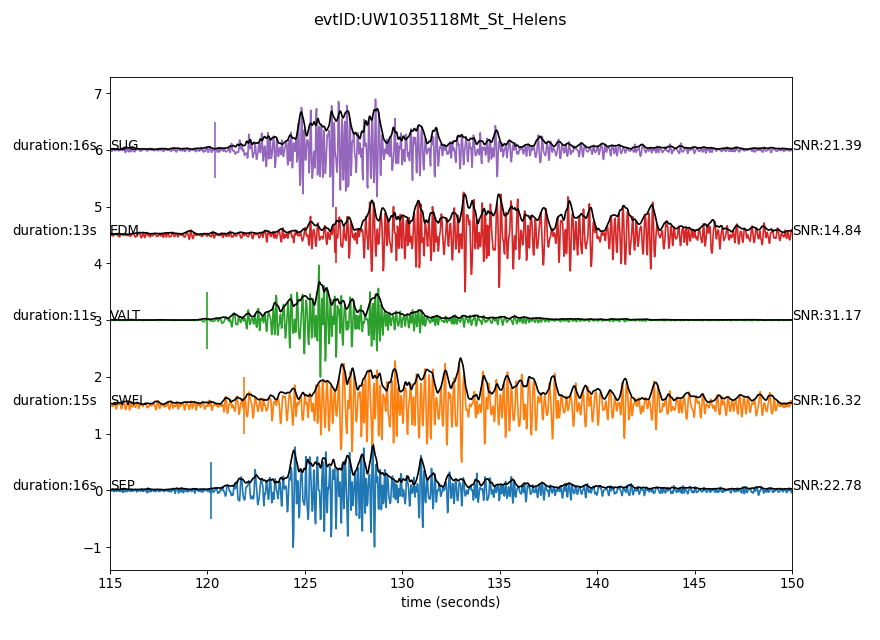 evtID:UW1035118Mt_St_Helens
7
duration:16s SUG SNR:21.39
6
5
duration:13s EDM SNR:14.84
4
duration:11s VALT SNR:31.17
3
2
duration:15s SWFL SNR:16.32
1
duration:16s SEP SNR:22.78
0
−1
115 120 125 130 135 140 145 150
time (seconds)